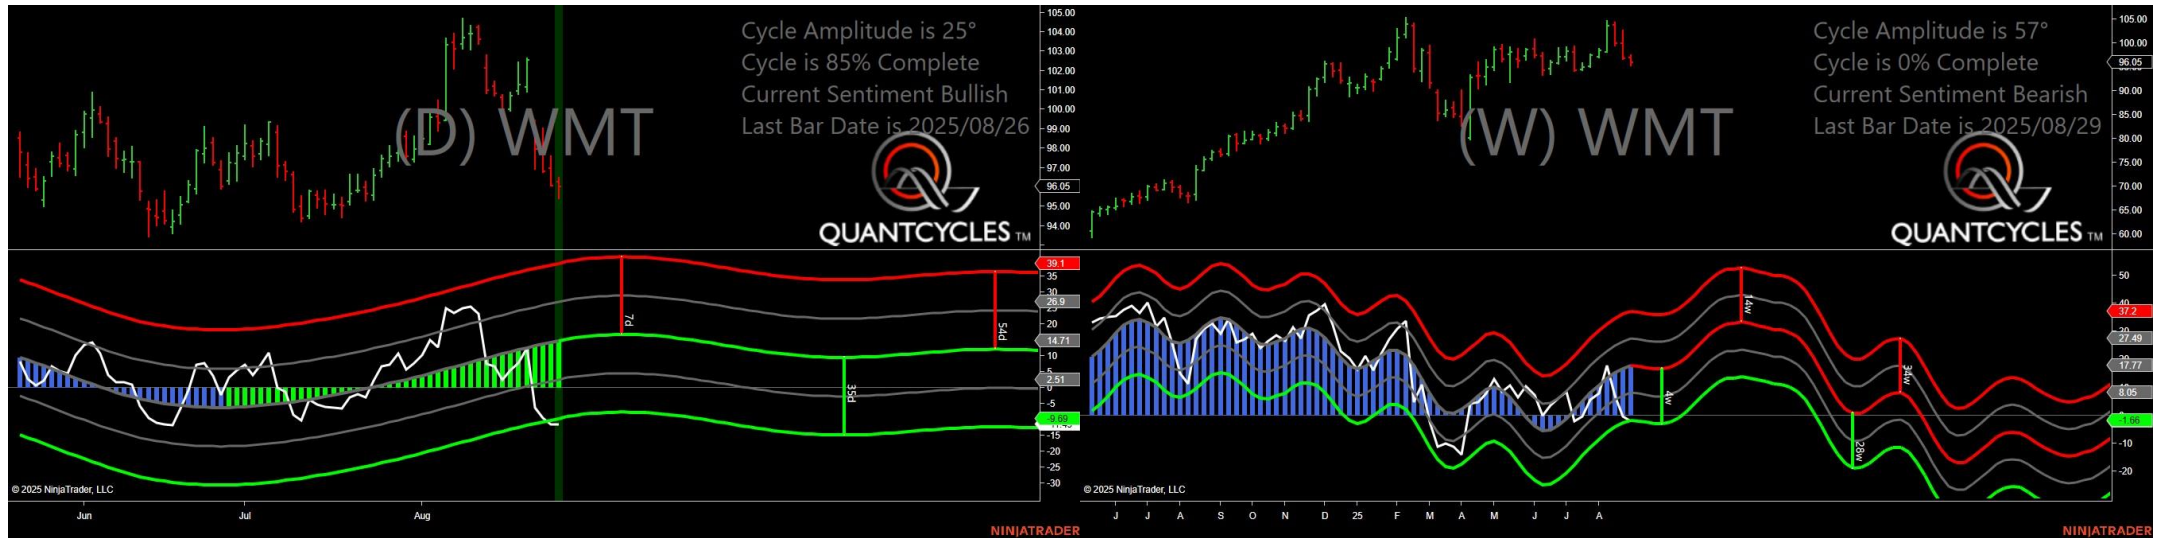 Cycle Amplitude is 25°
Cycle is 85% Complete
Current Sentiment Bullish
Last Bar Date is 2025/08/26
(D) WMT
QUANTCYCLES TM
105.00
104.00
103.00
102.00
101.00
100.00
99.00
98.00
97.00
96.05
95.00
94.00
39.1
35
30
26.9
25
20
14.71
10
5
2.51
0
-5
-9.69
-15
-20
-25
-30
7d
35d
54d
© 2025 NinjaTrader, LLC
Jun
Jul
Aug
NINJATRADER
Cycle Amplitude is 57°
Cycle is 0% Complete
Current Sentiment Bearish
Last Bar Date is 2025/08/29
(W) WMT
QUANTCYCLES TM
105.00
100.00
96.05
90.00
85.00
80.00
75.00
70.00
65.00
60.00
50
40
37.2
27.49
17.77
8.05
0
-1.66
-10
-20
4w
14w
28w
34w
© 2025 NinjaTrader, LLC
J J A S O N D 25 F M A M J J A
NINJATRADER